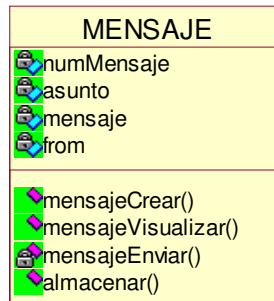 MENSAJE
numMensaje
asunto
mensaje
from
mensajeCrear()
mensajeVisualizar()
mensajeEnviar()
almacenar()